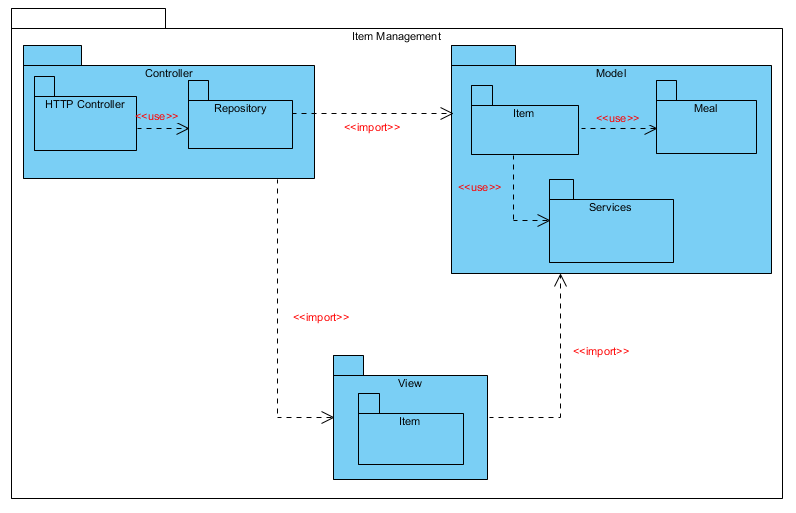 Item Management
Controller
HTTP Controller
<<use>>
Repository
<<import>>
Model
Item
<<use>>
Meal
<<use>>
Services
<<import>>
<<import>>
View
Item